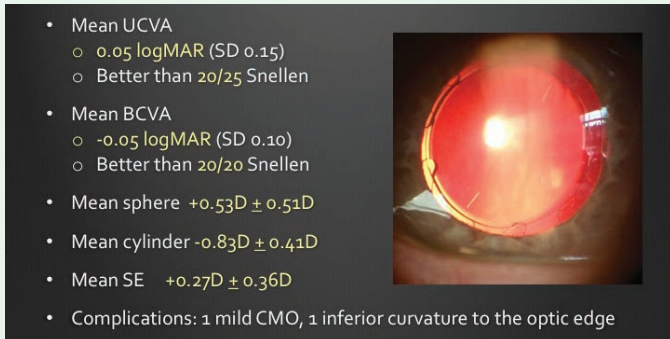 • Mean UCVA
o 0.05 logMAR (SD 0.15)
o Better than 20/25 Snellen
• Mean BCVA
o -0.05 logMAR (SD 0.10)
o Better than 20/20 Snellen
• Mean sphere +0.53D ± 0.51D
• Mean cylinder -0.83D ± 0.41D
• Mean SE +0.27D ± 0.36D
• Complications: 1 mild CMO, 1 inferior curvature to the optic edge